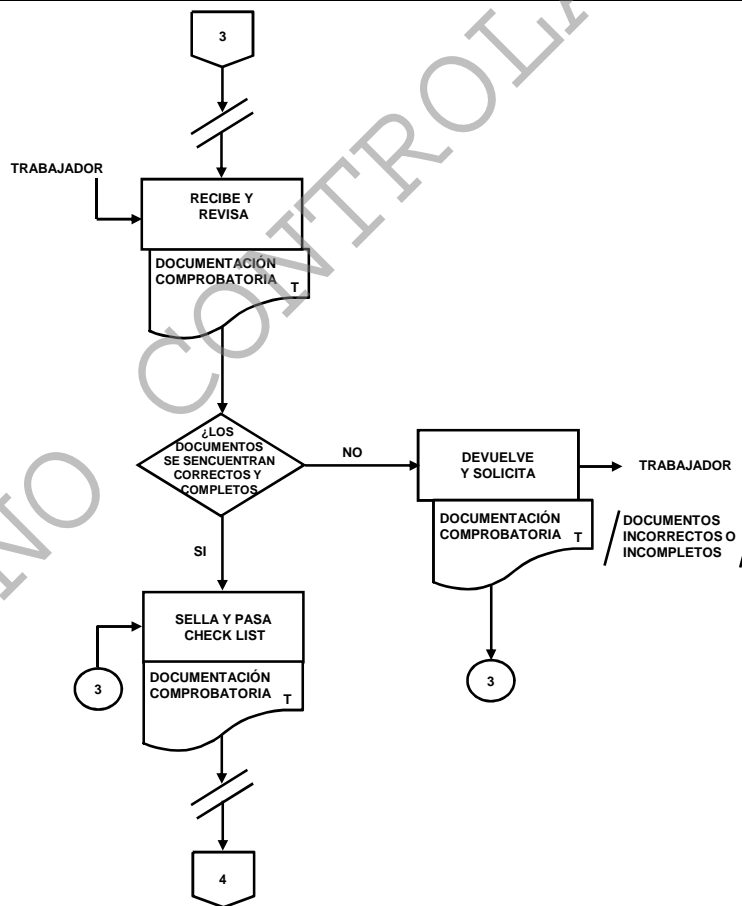 3
TRABAJADOR
RECIBE Y
REVISA
DOCUMENTACIÓN
COMPROBATORIA T
¿LOS
DOCUMENTOS
SE SENCUENTRAN
CORRECTOS Y
COMPLETOS
NO
DEVUELVE
Y SOLICITA
TRABAJADOR
DOCUMENTACIÓN
COMPROBATORIA T
DOCUMENTOS
INCORRECTOS O
INCOMPLETOS
SI
SELLA Y PASA
CHECK LIST
3
DOCUMENTACIÓN
COMPROBATORIA T
3
4
NO CONTROLA